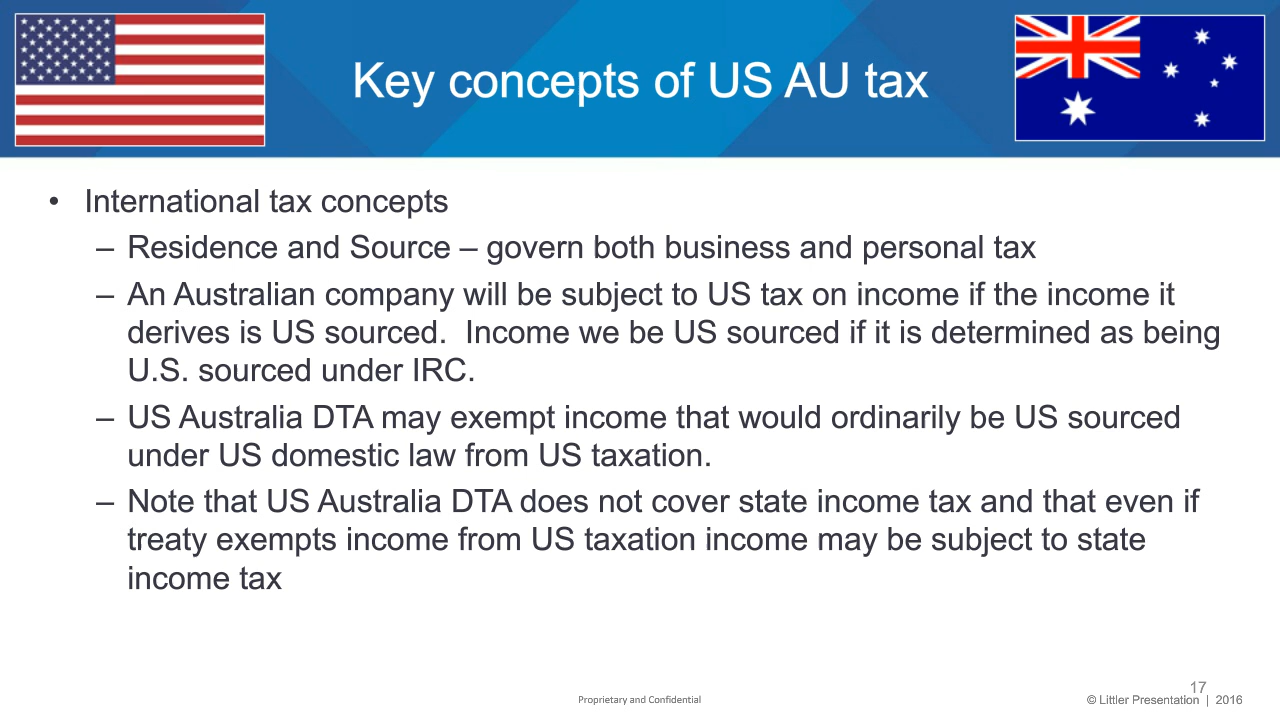 Key concepts of US AU tax
• International tax concepts
– Residence and Source – govern both business and personal tax
– An Australian company will be subject to US tax on income if the income it
derives is US sourced.  Income we be US sourced if it is determined as being
U.S. sourced under IRC.
– US Australia DTA may exempt income that would ordinarily be US sourced
under US domestic law from US taxation.
– Note that US Australia DTA does not cover state income tax and that even if
treaty exempts income from US taxation income may be subject to state
income tax
17
Proprietary and Confidential
© Littler Presentation | 2016